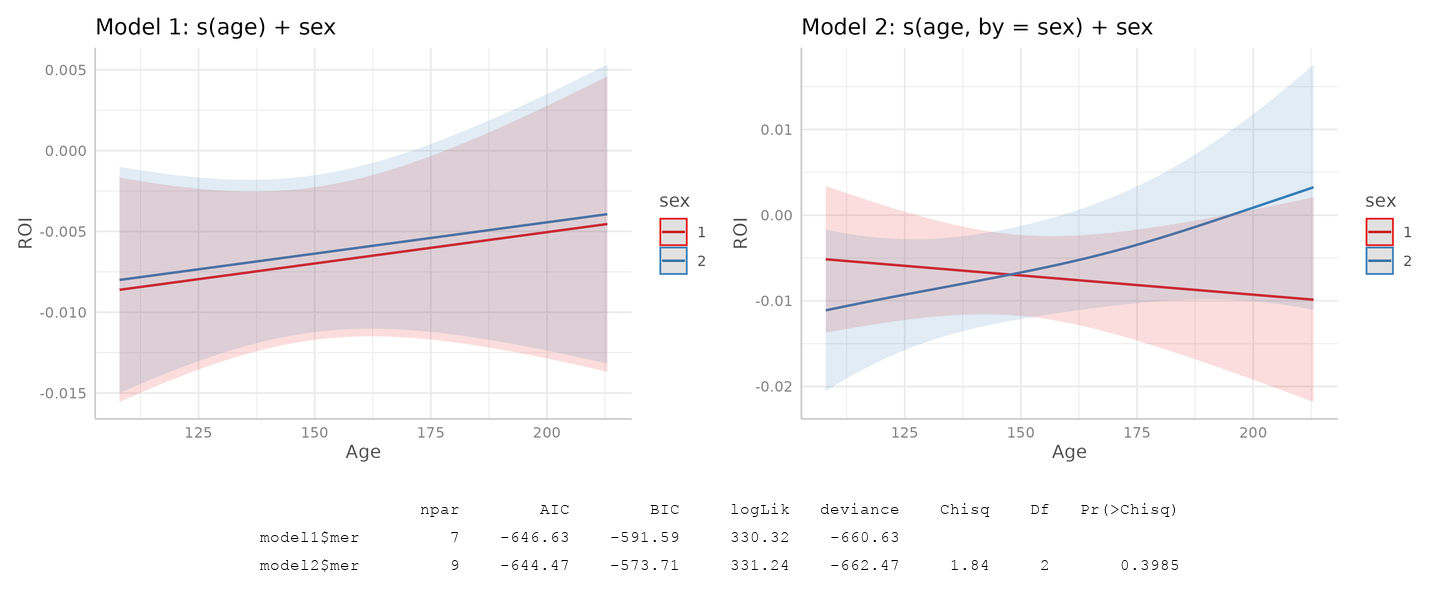 Model 1: s(age) + sex
0.005
0.000
-0.005
-0.010
-0.015
ROI
125 150 175 200
Age
sex
1
2
Model 2: s(age, by = sex) + sex
0.01
0.00
-0.01
-0.02
ROI
125 150 175 200
Age
sex
1
2
npar AIC BIC logLik deviance Chisq Df Pr(>Chisq)
model1$mer 7 -646.63 -591.59 330.32 -660.63
model2$mer 9 -644.47 -573.71 331.24 -662.47 1.84 2 0.3985